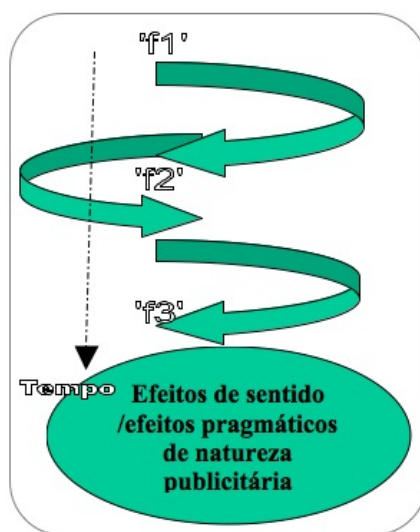 'f1'
'f2'
'f3'
Tempo
Efeitos de sentido
/efeitos pragmáticos
de natureza
publicitária